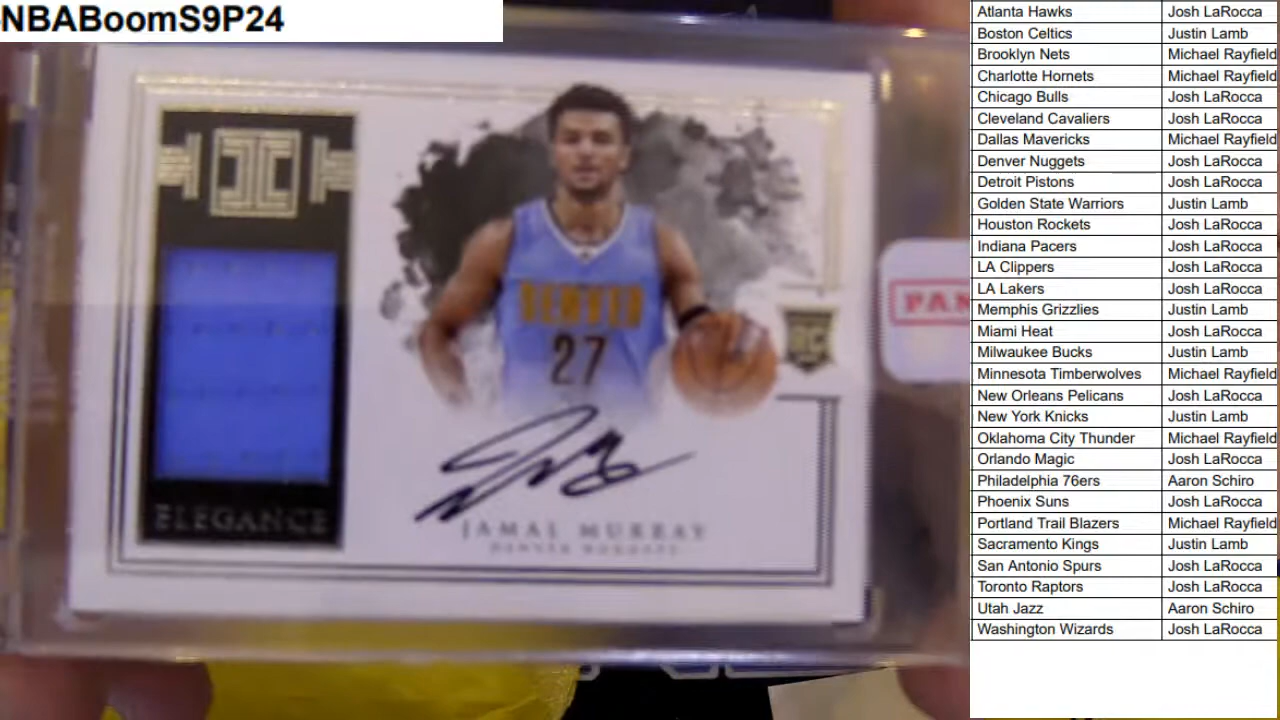 NBABoomS9P24
ELEGANCE
DENVER
27
RC
JAMAL MURRAY
DENVER NUGGETS
PAN
Atlanta Hawks Josh LaRocca
Boston Celtics Justin Lamb
Brooklyn Nets Michael Rayfield
Charlotte Hornets Michael Rayfield
Chicago Bulls Josh LaRocca
Cleveland Cavaliers Josh LaRocca
Dallas Mavericks Michael Rayfield
Denver Nuggets Josh LaRocca
Detroit Pistons Josh LaRocca
Golden State Warriors Justin Lamb
Houston Rockets Josh LaRocca
Indiana Pacers Josh LaRocca
LA Clippers Josh LaRocca
LA Lakers Josh LaRocca
Memphis Grizzlies Justin Lamb
Miami Heat Josh LaRocca
Milwaukee Bucks Justin Lamb
Minnesota Timberwolves Michael Rayfield
New Orleans Pelicans Josh LaRocca
New York Knicks Justin Lamb
Oklahoma City Thunder Michael Rayfield
Orlando Magic Josh LaRocca
Philadelphia 76ers Aaron Schiro
Phoenix Suns Josh LaRocca
Portland Trail Blazers Michael Rayfield
Sacramento Kings Justin Lamb
San Antonio Spurs Josh LaRocca
Toronto Raptors Josh LaRocca
Utah Jazz Aaron Schiro
Washington Wizards Josh LaRocca